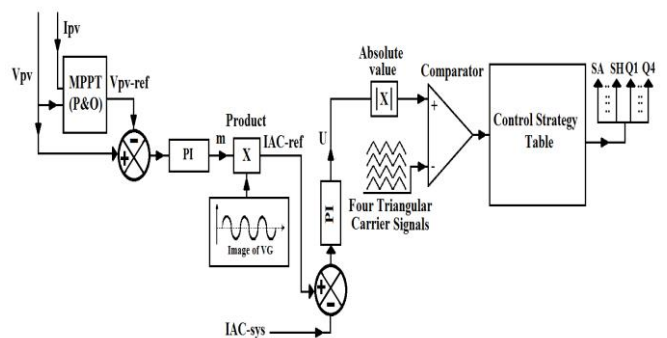 Ipv
Vpv
MPPT
(P&O)
Vpv-ref
-
+
PI
m
Product
X
IAC-ref
Image of VG
+
-
IAC-sys
PI
U
Absolute
value
|X|
Four Triangular
Carrier Signals
Comparator
+
-
Control Strategy
Table
SA SH Q1 Q4